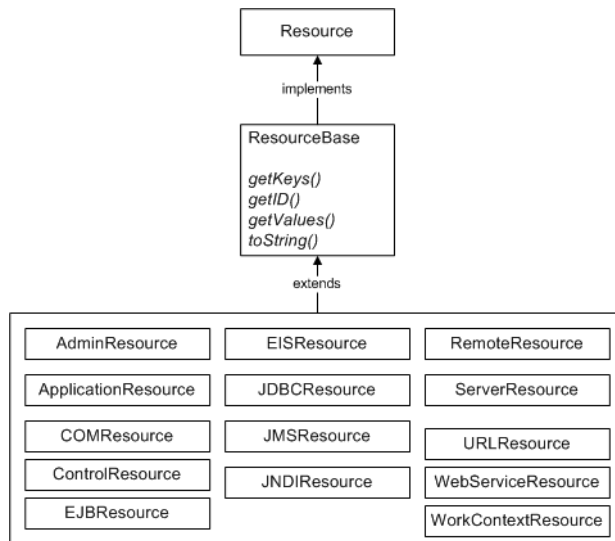 Resource
implements
ResourceBase
getKeys()
getID()
getValues()
toString()
extends
AdminResource
ApplicationResource
COMResource
ControlResource
EJBResource
EISResource
JDBCResource
JMSResource
JNDIResource
RemoteResource
ServerResource
URLResource
WebServiceResource
WorkContextResource